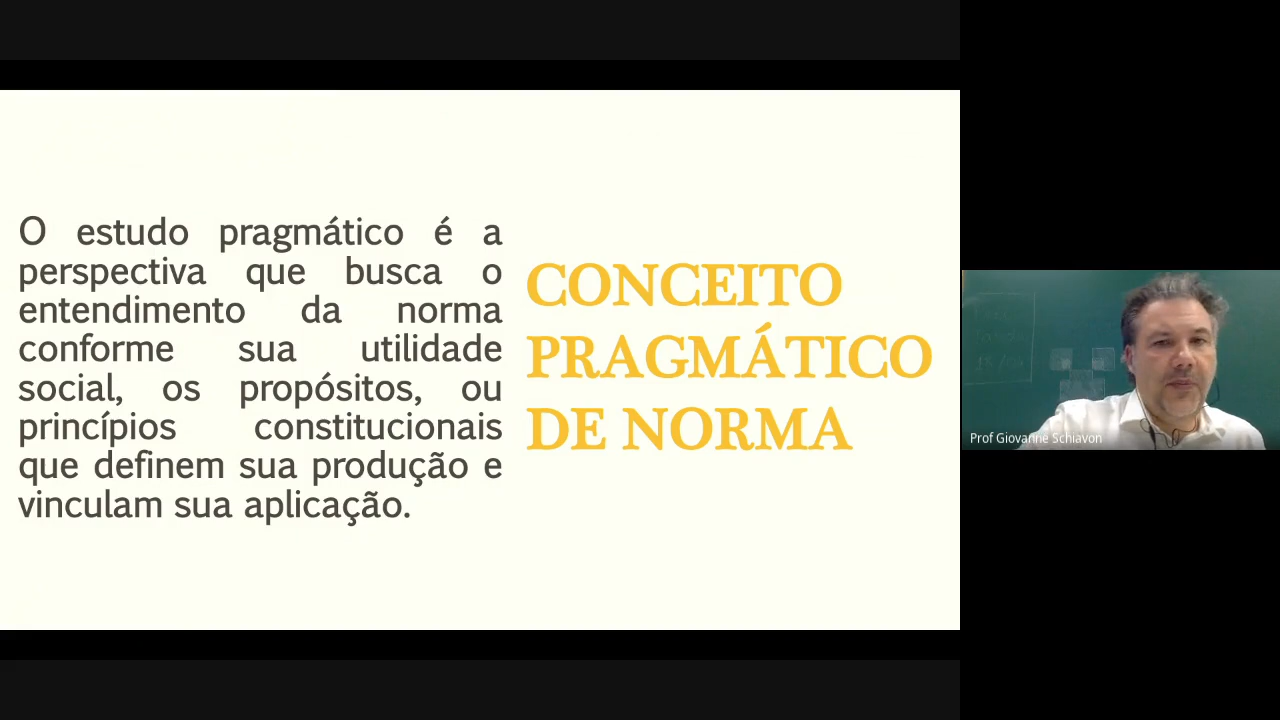 O estudo pragmático é a
perspectiva que busca o
entendimento da norma
conforme sua utilidade
social, os propósitos, ou
princípios constitucionais
que definem sua produção e
vinculam sua aplicação.
CONCEITO
PRAGMÁTICO
DE NORMA
Prof Giovanne Schiavon